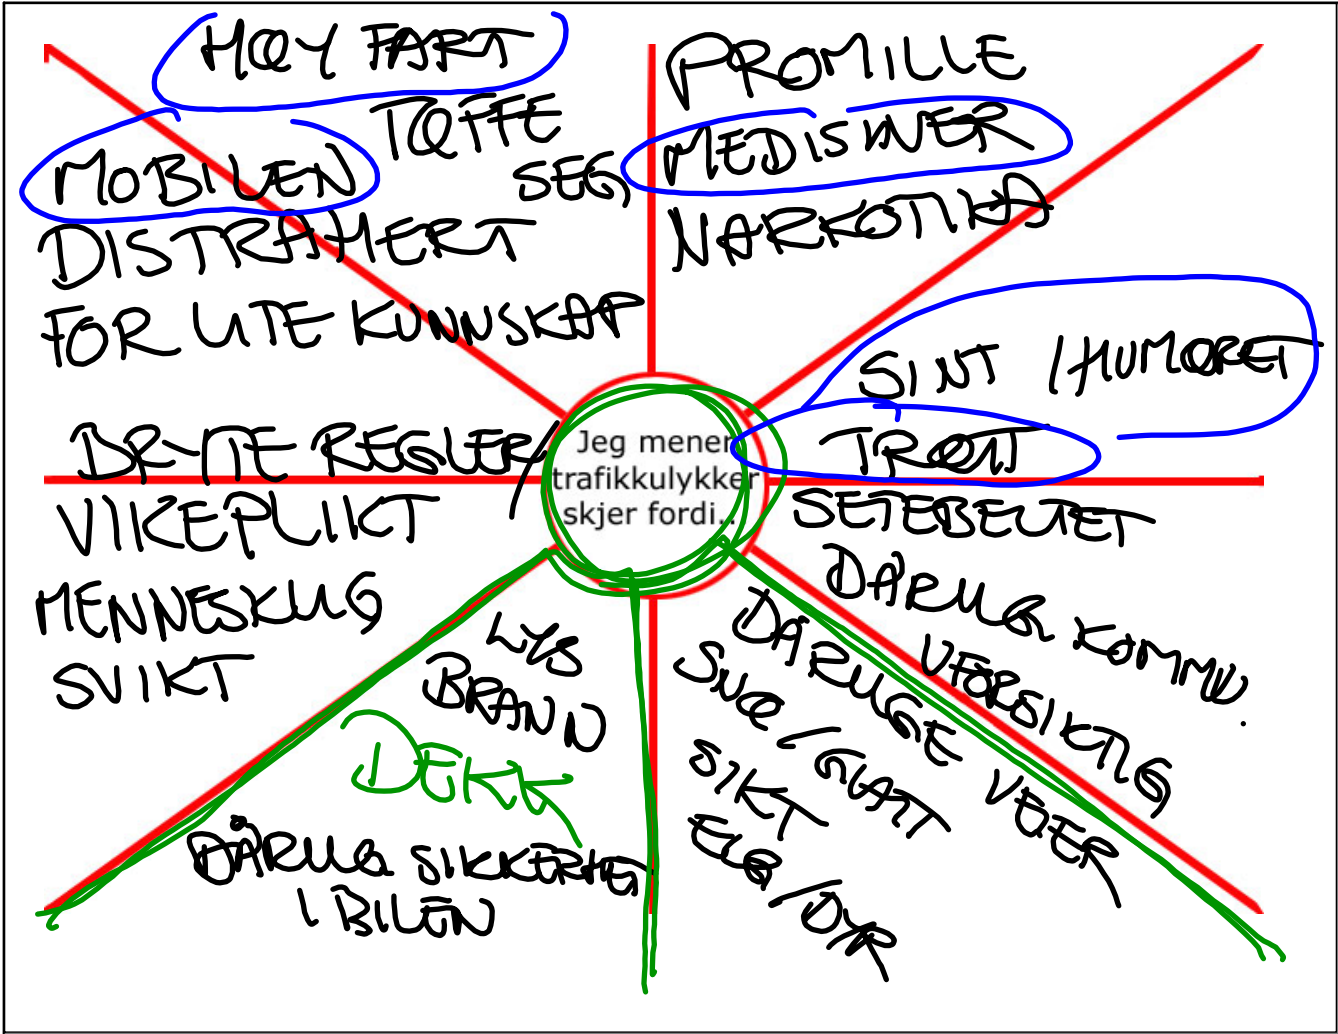 HØY FART
TØFFE
SEG
MOBILEN
DISTRAHERT
FOR LITE KUNNSKAP
PROMILLE
MEDISINER
NARKOTIKA
SINT / HUMØRET
TRØTT
Jeg mener
trafikkulykker
skjer fordi..
BRYTE REGLER
VIKEPLIKT
MENNESKLIG
SVIKT
SETEBELTET
DÅRLIG KOMMU.
UFORSIKTIG
LYS
BRANN
DEKK
DÅRLIG SIKKERHET
I BILEN
DÅRLIGE VEIER
SNØ / GLATT
SIKT
ELG / DYR